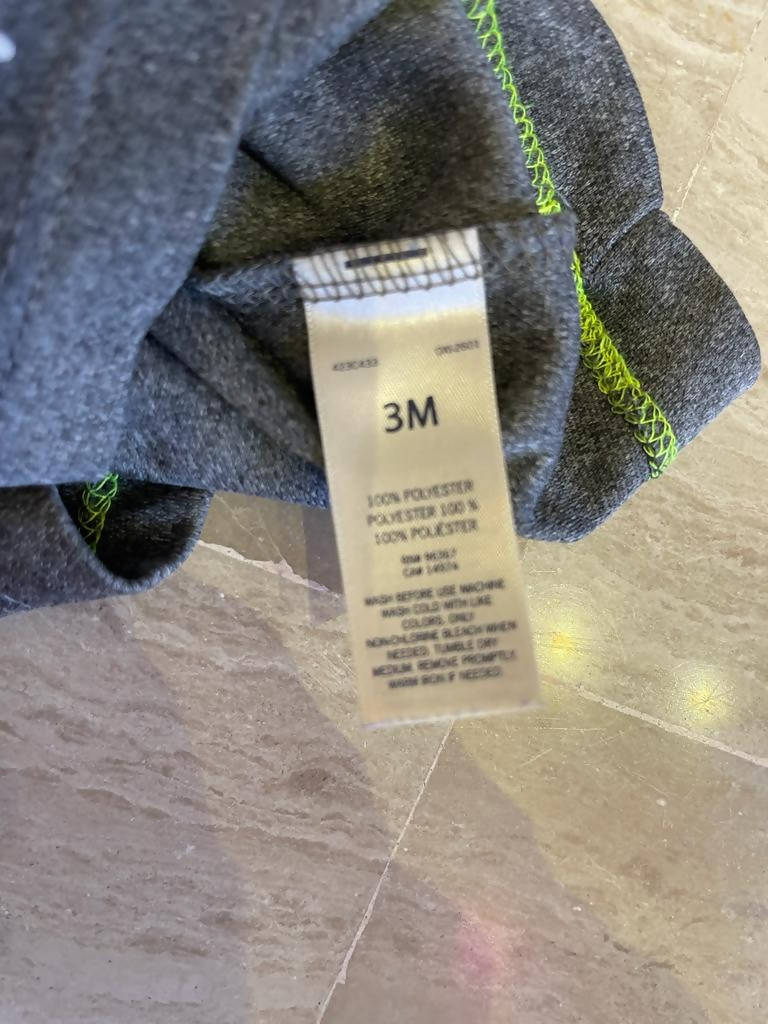 3M
100% POLYESTER
POLYESTER 100 %
100% POLIÉSTER
WASH BEFORE USE MACHINE
WASH COLD WITH LIKE
COLORS. ONLY
NON-CHLORINE BLEACH WHEN
NEEDED. TUMBLE DRY
MEDIUM. REMOVE PROMPTLY.
WARM IRON IF NEEDED.